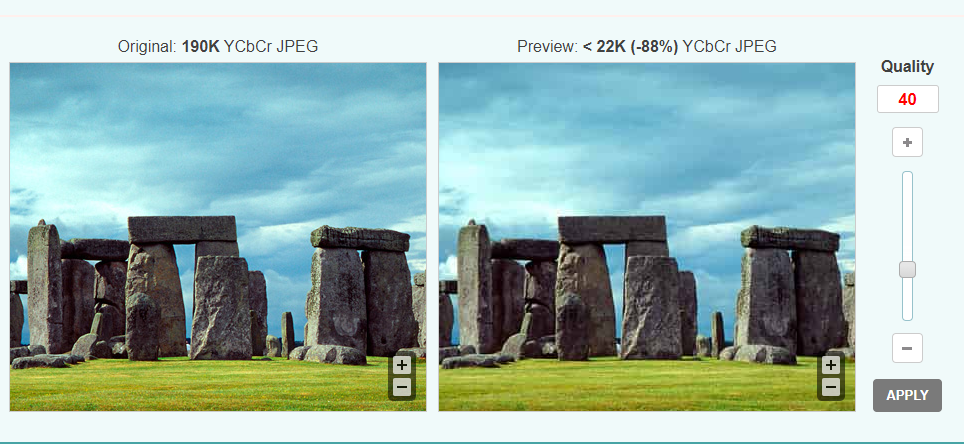 Original: 190K YCbCr JPEG
Preview: < 22K (-88%) YCbCr JPEG
Quality
40
+
−
+
−
+
−
APPLY